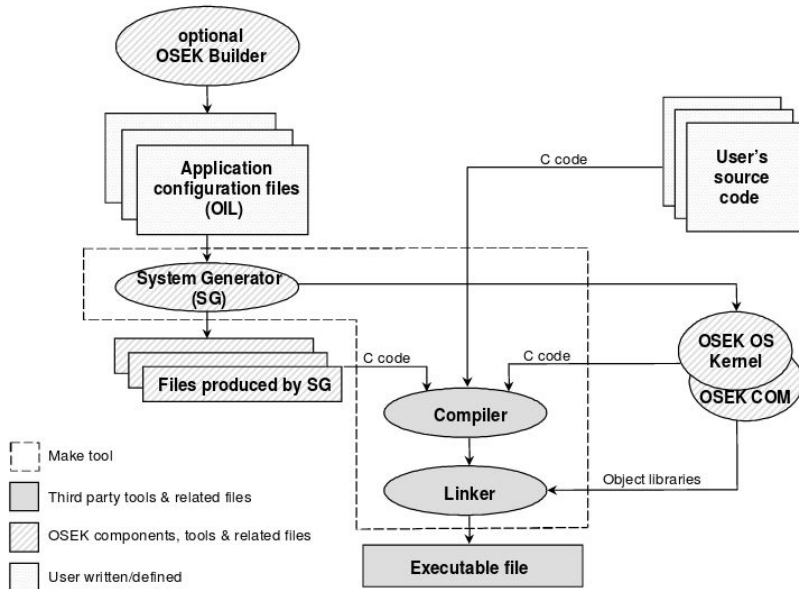 optional
OSEK Builder
Application
configuration files
(OIL)
C code
User's
source
code
System Generator
(SG)
Files produced by SG
C code
C code
OSEK OS
Kernel
OSEK COM
Compiler
Linker
Object libraries
Executable file
Make tool
Third party tools & related files
OSEK components, tools & related files
User written/defined